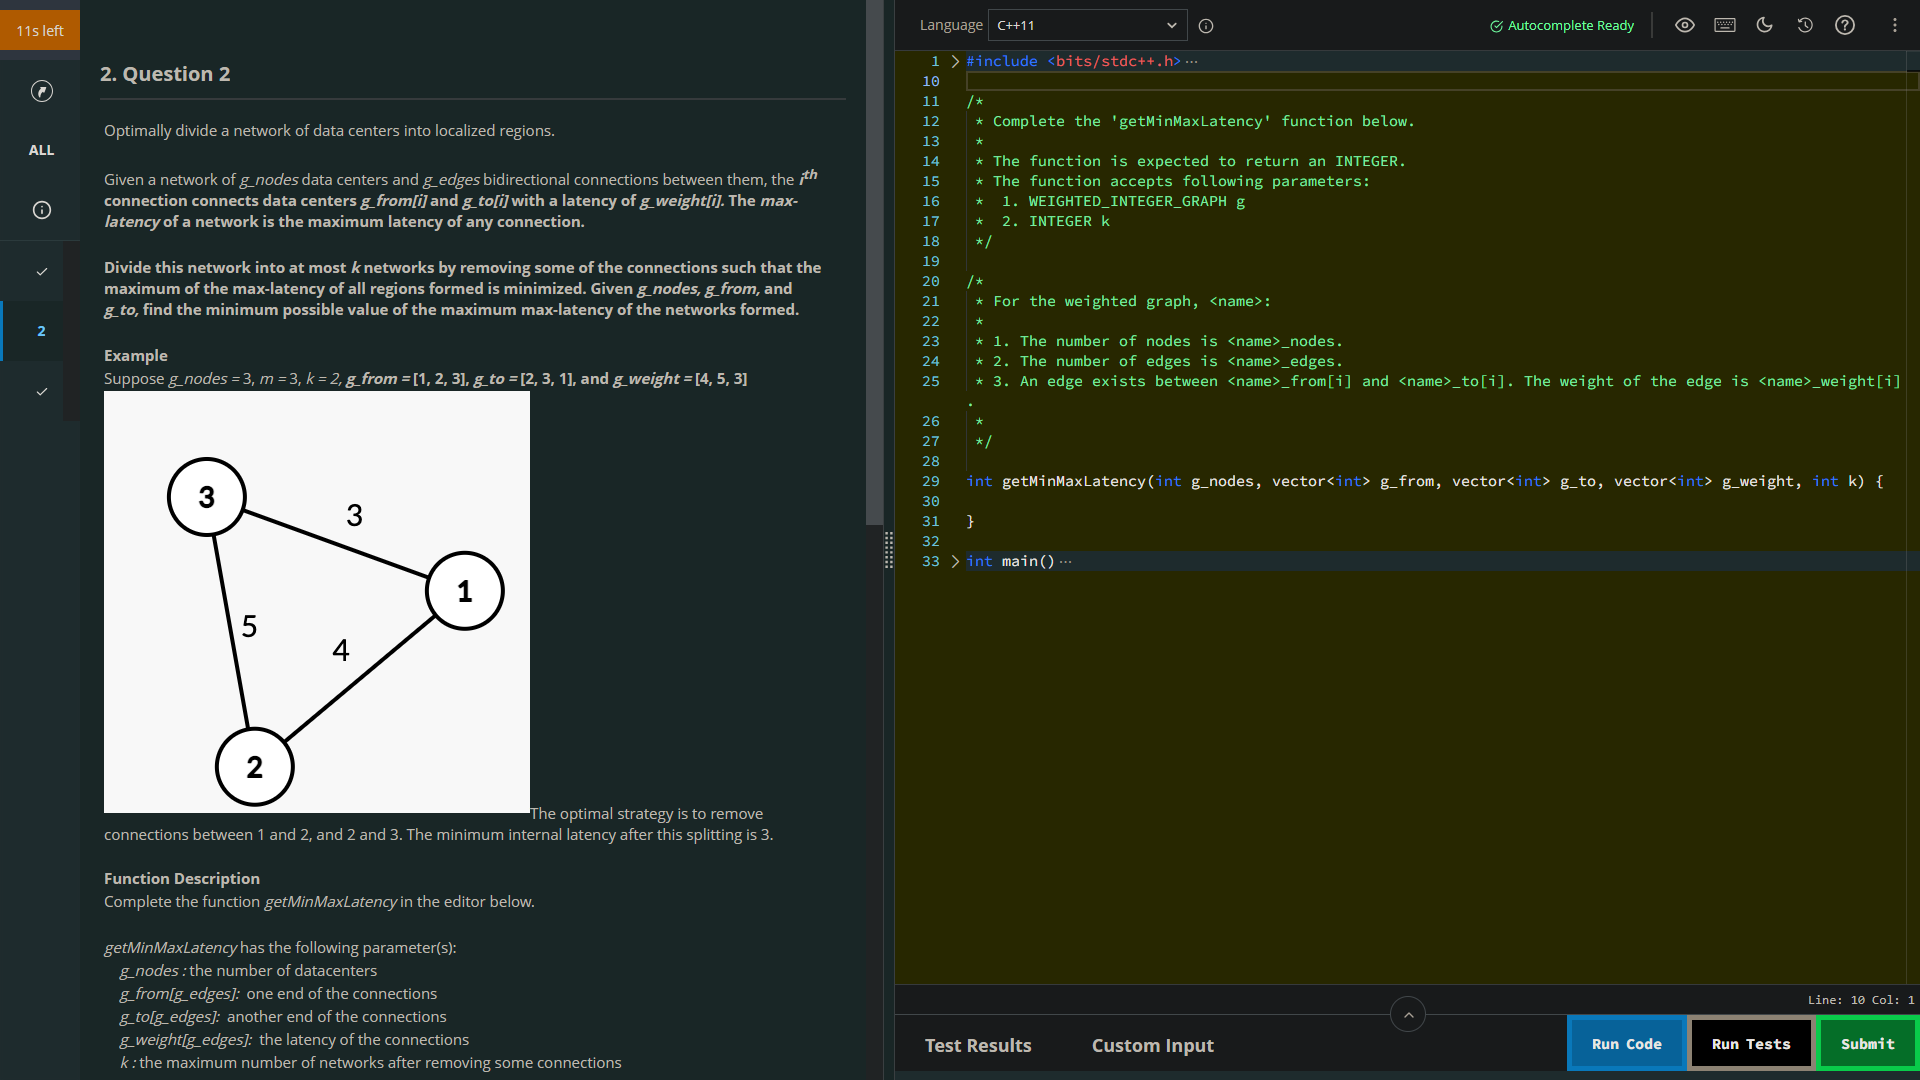 11s left
ALL
2
2. Question 2
Optimally divide a network of data centers into localized regions.
Given a network of g_nodes data centers and g_edges bidirectional connections between them, the ith
connection connects data centers g_from[i] and g_to[i] with a latency of g_weight[i]. The max-
latency of a network is the maximum latency of any connection.
Divide this network into at most k networks by removing some of the connections such that the
maximum of the max-latency of all regions formed is minimized. Given g_nodes, g_from, and
g_to, find the minimum possible value of the maximum max-latency of the networks formed.
Example
Suppose g_nodes = 3, m = 3, k = 2, g_from = [1, 2, 3], g_to = [2, 3, 1], and g_weight = [4, 5, 3]
3
3
1
5
4
2
The optimal strategy is to remove
connections between 1 and 2, and 2 and 3. The minimum internal latency after this splitting is 3.
Function Description
Complete the function getMinMaxLatency in the editor below.
getMinMaxLatency has the following parameter(s):
g_nodes : the number of datacenters
g_from[g_edges]: one end of the connections
g_to[g_edges]: another end of the connections
g_weight[g_edges]: the latency of the connections
k : the maximum number of networks after removing some connections
Language C++11
Autocomplete Ready
1 #include <bits/stdc++.h> ···
10
11 /*
12 * Complete the 'getMinMaxLatency' function below.
13 *
14 * The function is expected to return an INTEGER.
15 * The function accepts following parameters:
16 *  1. WEIGHTED_INTEGER_GRAPH g
17 *  2. INTEGER k
18 */
19
20 /*
21 * For the weighted graph, <name>:
22 *
23 * 1. The number of nodes is <name>_nodes.
24 * 2. The number of edges is <name>_edges.
25 * 3. An edge exists between <name>_from[i] and <name>_to[i]. The weight of the edge is <name>_weight[i]
.
26 *
27 */
28
29 int getMinMaxLatency(int g_nodes, vector<int> g_from, vector<int> g_to, vector<int> g_weight, int k) {
30
31 }
32
33 int main() ···
Line: 10 Col: 1
Test Results
Custom Input
Run Code
Run Tests
Submit